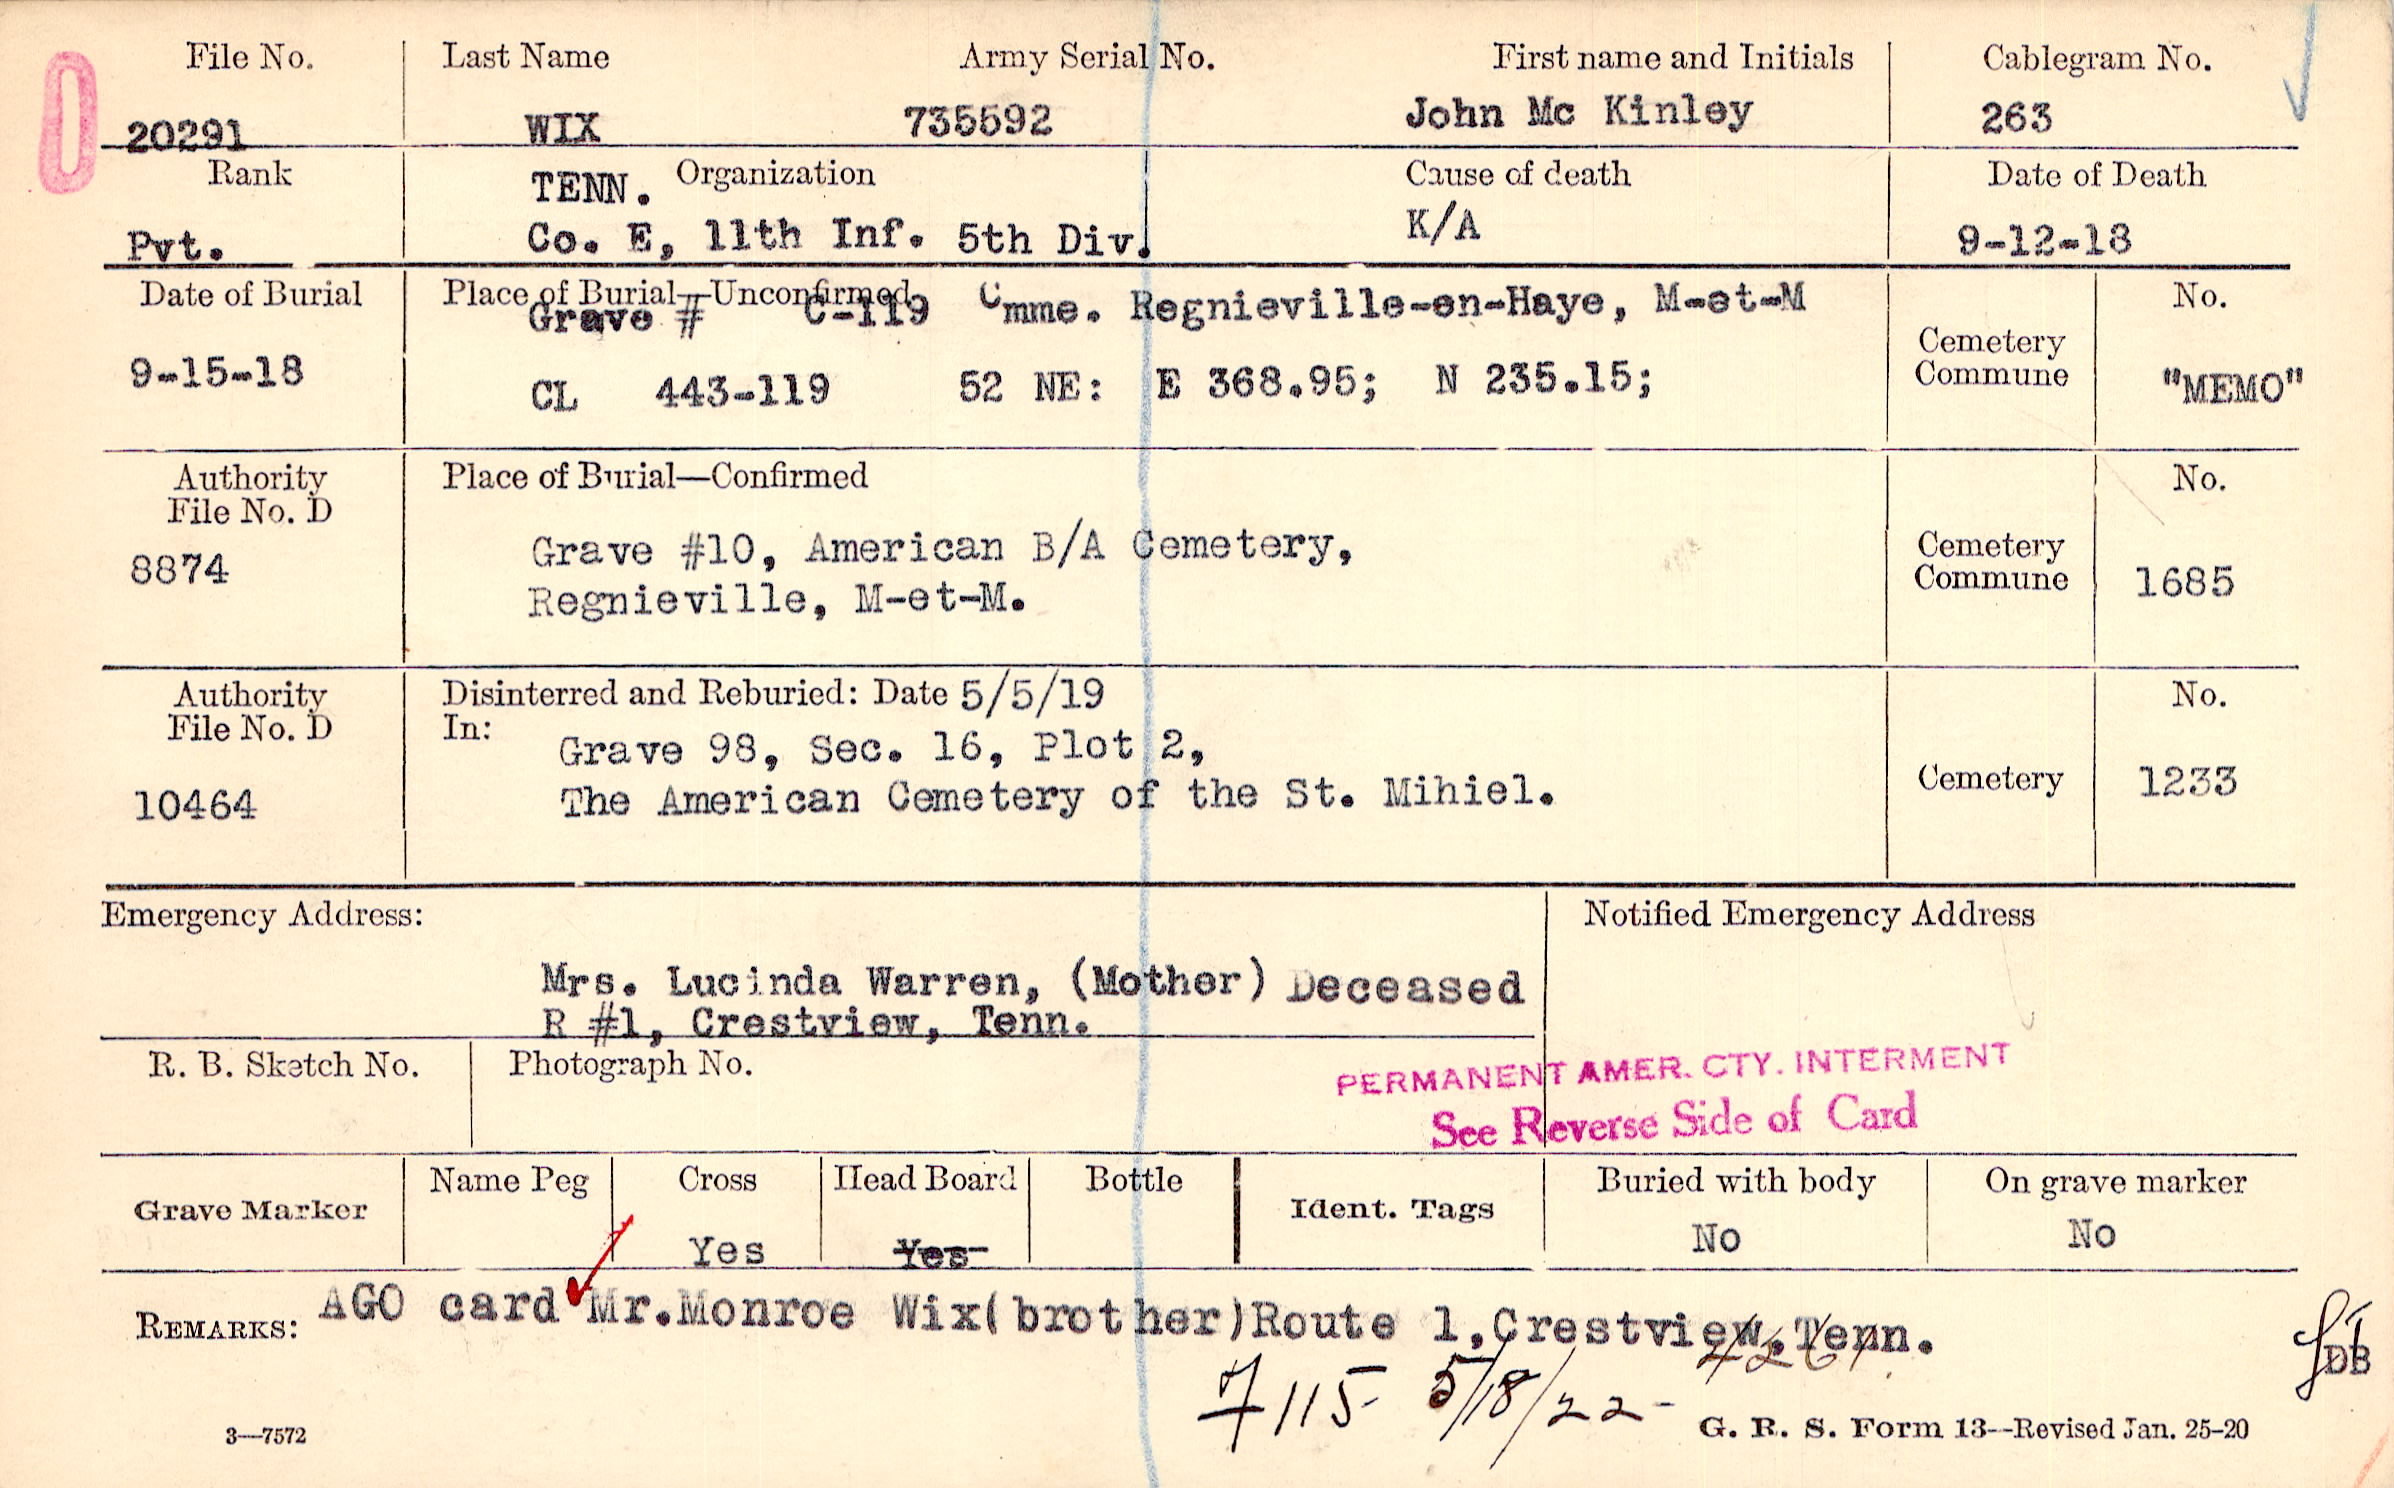 File No. Last Name Army Serial No. First name and Initials Cablegram No.
20291 WIX 735592 John Mc Kinley 263
Rank TENN. Organization Cause of death Date of Death
Pvt. Co. E, 11th Inf. 5th Div. K/A 9-12-18
Date of Burial Place of Burial—Unconfirmed No.
Grave # C-119 Cmme. Regnieville-en-Haye, M-et-M
9-15-18 CL 443-119 52 NE: E 368.95; N 235.15; Cemetery Commune "MEMO"
Authority File No. D Place of Burial—Confirmed No.
8874 Grave #10, American B/A Cemetery, Cemetery Commune 1685
Regnieville, M-et-M.
Authority File No. D Disinterred and Reburied: Date 5/5/19 No.
In: Grave 98, Sec. 16, Plot 2,
10464 The American Cemetery of the St. Mihiel. Cemetery 1233
Emergency Address: Notified Emergency Address
Mrs. Lucinda Warren, (Mother) Deceased
R #1, Crestview, Tenn.
R. B. Sketch No. Photograph No.
PERMANENT AMER. CTY. INTERMENT
See Reverse Side of Card
Grave Marker Name Peg Cross Head Board Bottle Ident. Tags Buried with body On grave marker
Yes Yes No No
REMARKS: AGO card Mr.Monroe Wix(brother)Route 1,Crestview,Tenn.
7115 5/18/22
DB
3—7572 G. R. S. Form 13--Revised Jan. 25-20